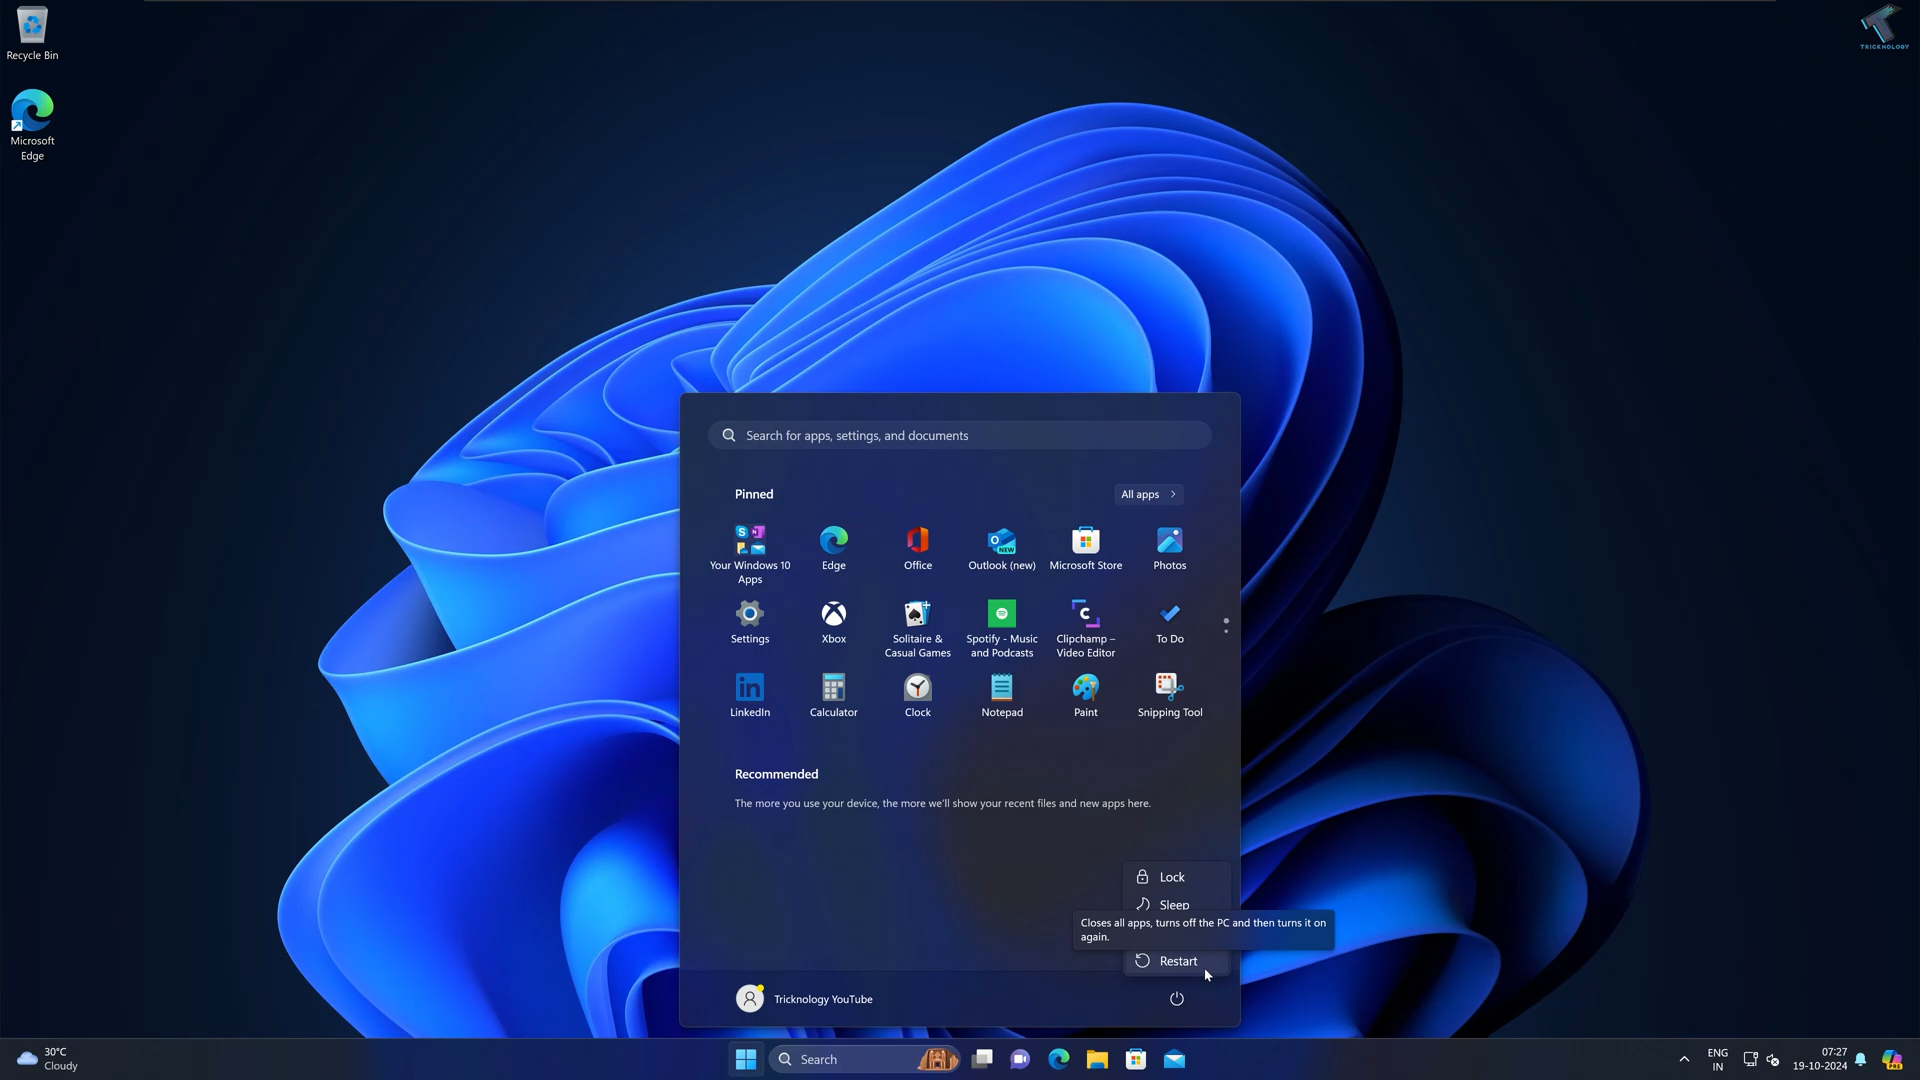 Recycle Bin
TRICKNOLOGY
Microsoft
Edge
Search for apps, settings, and documents
Pinned
All apps
Your Windows 10
Apps
Edge
Office
Outlook (new)
Microsoft Store
Photos
Settings
Xbox
Solitaire &
Casual Games
Spotify - Music
and Podcasts
Clipchamp –
Video Editor
To Do
LinkedIn
Calculator
Clock
Notepad
Paint
Snipping Tool
Recommended
The more you use your device, the more we'll show your recent files and new apps here.
Lock
Sleep
Closes all apps, turns off the PC and then turns it on
again.
Restart
Tricknology YouTube
30°C
Cloudy
Search
ENG
IN
07:27
19-10-2024
PRE